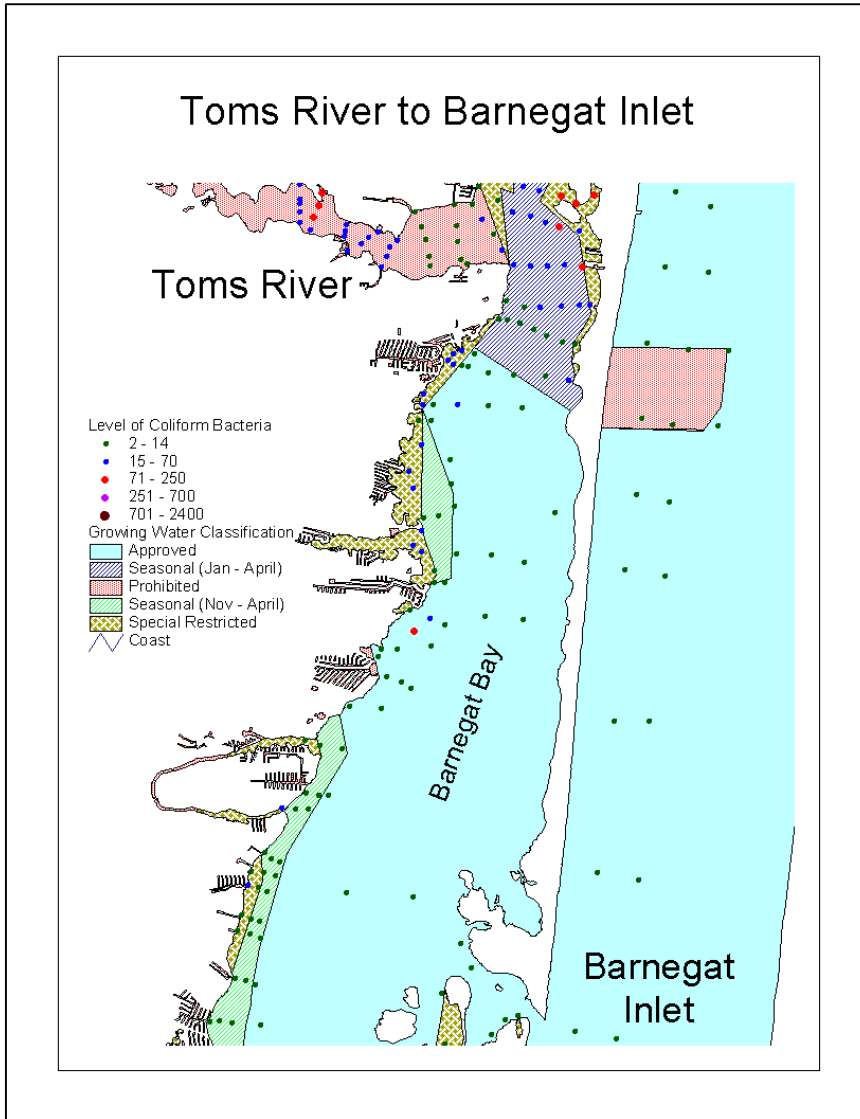 Toms River to Barnegat Inlet
Toms River
Level of Coliform Bacteria
2 - 14
15 - 70
71 - 250
251 - 700
701 - 2400
Growing Water Classification
Approved
Seasonal (Jan - April)
Prohibited
Seasonal (Nov - April)
Special Restricted
Coast
Barnegat Bay
Barnegat
Inlet